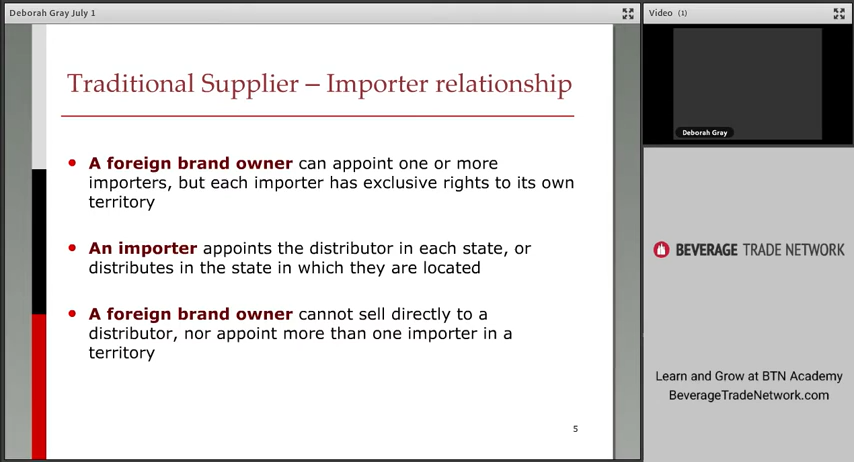 Deborah Gray July 1
Video (1)
Traditional Supplier – Importer relationship
• A foreign brand owner can appoint one or more
importers, but each importer has exclusive rights to its own
territory
• An importer appoints the distributor in each state, or
distributes in the state in which they are located
• A foreign brand owner cannot sell directly to a
distributor, nor appoint more than one importer in a
territory
5
Deborah Gray
BEVERAGE TRADE NETWORK
Learn and Grow at BTN Academy
BeverageTradeNetwork.com